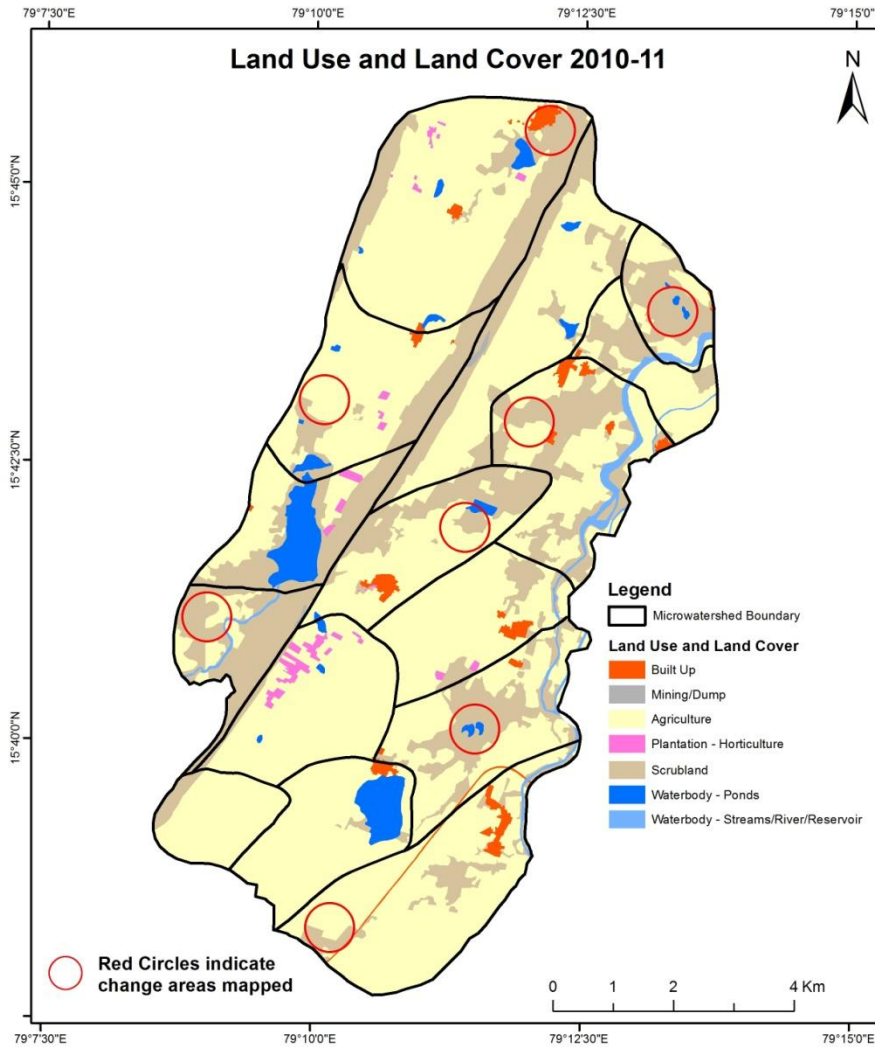 79°7'30"E 79°10'0"E 79°12'30"E 79°15'0"E
Land Use and Land Cover 2010-11
N
15°45'0"N
15°42'30"N
15°40'0"N
Legend
Microwatershed Boundary
Land Use and Land Cover
Built Up
Mining/Dump
Agriculture
Plantation - Horticulture
Scrubland
Waterbody - Ponds
Waterbody - Streams/River/Reservoir
Red Circles indicate
change areas mapped
0 1 2 4 Km
79°7'30"E 79°10'0"E 79°12'30"E 79°15'0"E